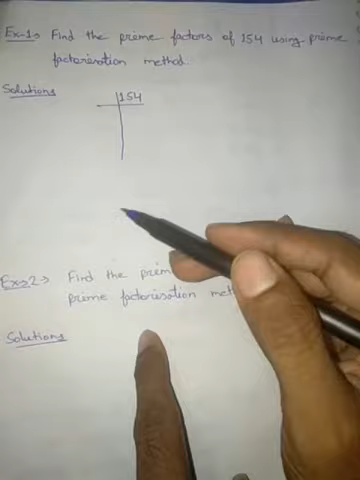 Ex-1⇒ Find the prime factors of 154 using prime
factorisation method.
Solutions
154
Ex⇒2⇒ Find the prim
prime factorisation met
Solutions